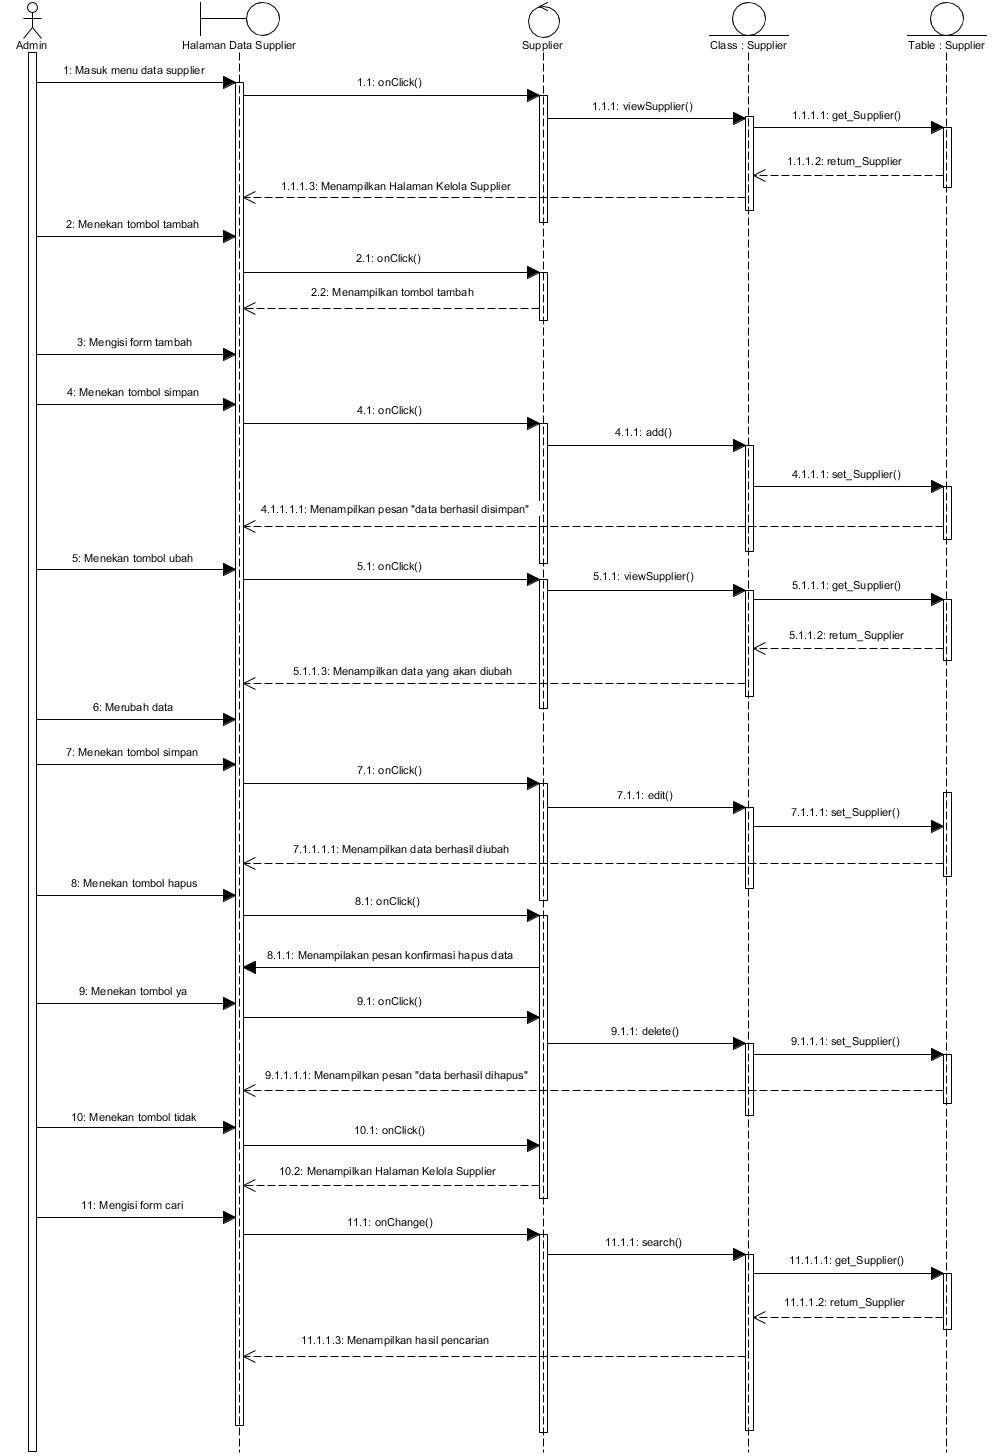 Admin
Halaman Data Supplier
Supplier
Class : Supplier
Table : Supplier
1: Masuk menu data supplier
1.1: onClick()
1.1.1: viewSupplier()
1.1.1.1: get_Supplier()
1.1.1.2: return_Supplier
1.1.1.3: Menampilkan Halaman Kelola Supplier
2: Menekan tombol tambah
2.1: onClick()
2.2: Menampilkan tombol tambah
3: Mengisi form tambah
4: Menekan tombol simpan
4.1: onClick()
4.1.1: add()
4.1.1.1: set_Supplier()
4.1.1.1.1: Menampilkan pesan "data berhasil disimpan"
5: Menekan tombol ubah
5.1: onClick()
5.1.1: viewSupplier()
5.1.1.1: get_Supplier()
5.1.1.2: return_Supplier
5.1.1.3: Menampilkan data yang akan diubah
6: Merubah data
7: Menekan tombol simpan
7.1: onClick()
7.1.1: edit()
7.1.1.1: set_Supplier()
7.1.1.1.1: Menampilkan data berhasil diubah
8: Menekan tombol hapus
8.1: onClick()
8.1.1: Menampilakan pesan konfirmasi hapus data
9: Menekan tombol ya
9.1: onClick()
9.1.1: delete()
9.1.1.1: set_Supplier()
9.1.1.1.1: Menampilkan pesan "data berhasil dihapus"
10: Menekan tombol tidak
10.1: onClick()
10.2: Menampilkan Halaman Kelola Supplier
11: Mengisi form cari
11.1: onChange()
11.1.1: search()
11.1.1.1: get_Supplier()
11.1.1.2: return_Supplier
11.1.1.3: Menampilkan hasil pencarian